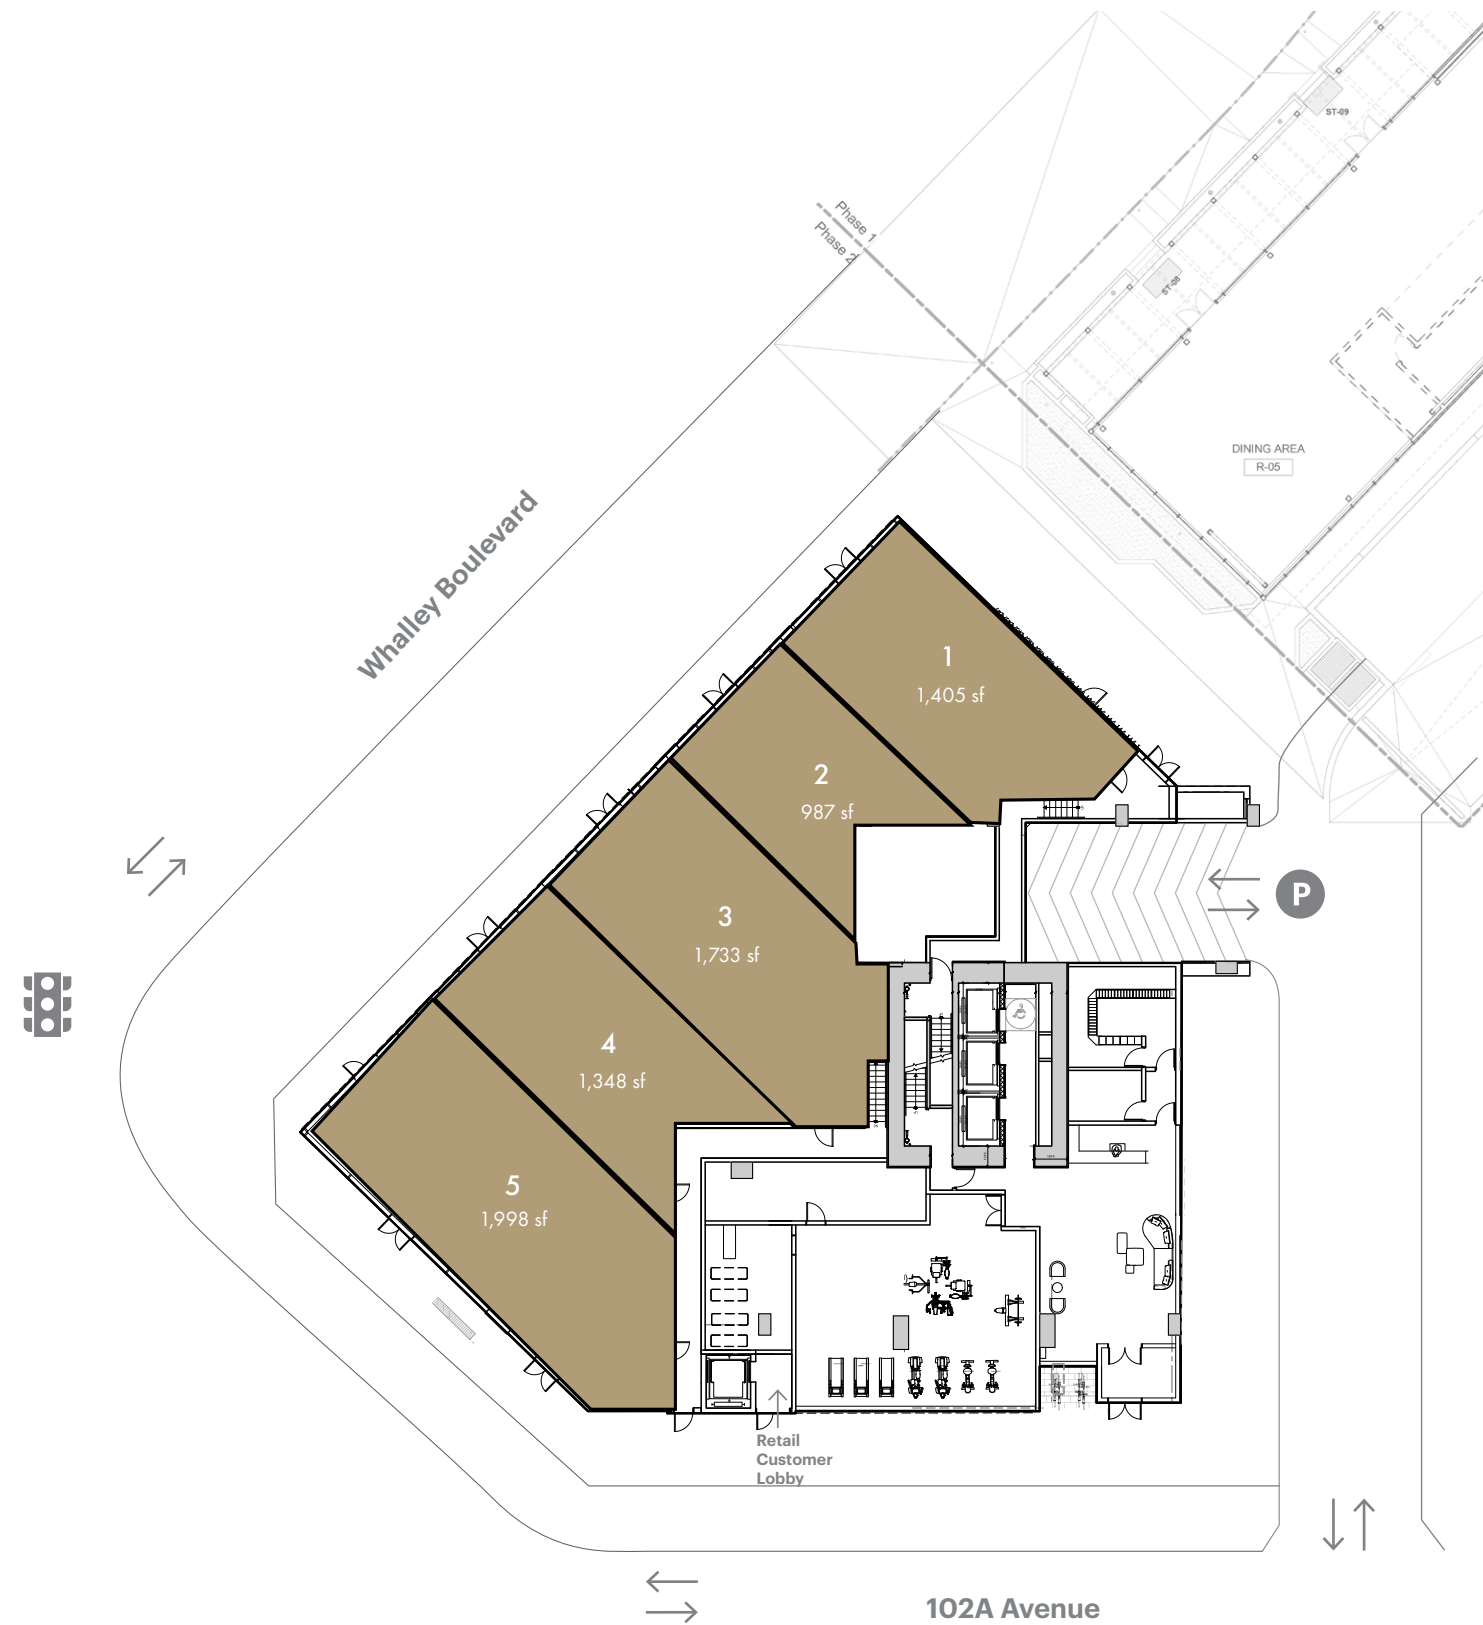 ST-09
Phase 1
Phase 2
ST-08
DINING AREA
R-05
Whalley Boulevard
1
1,405 sf
2
987 sf
P
3
1,733 sf
4
1,348 sf
5
1,998 sf
Retail
Customer
Lobby
102A Avenue